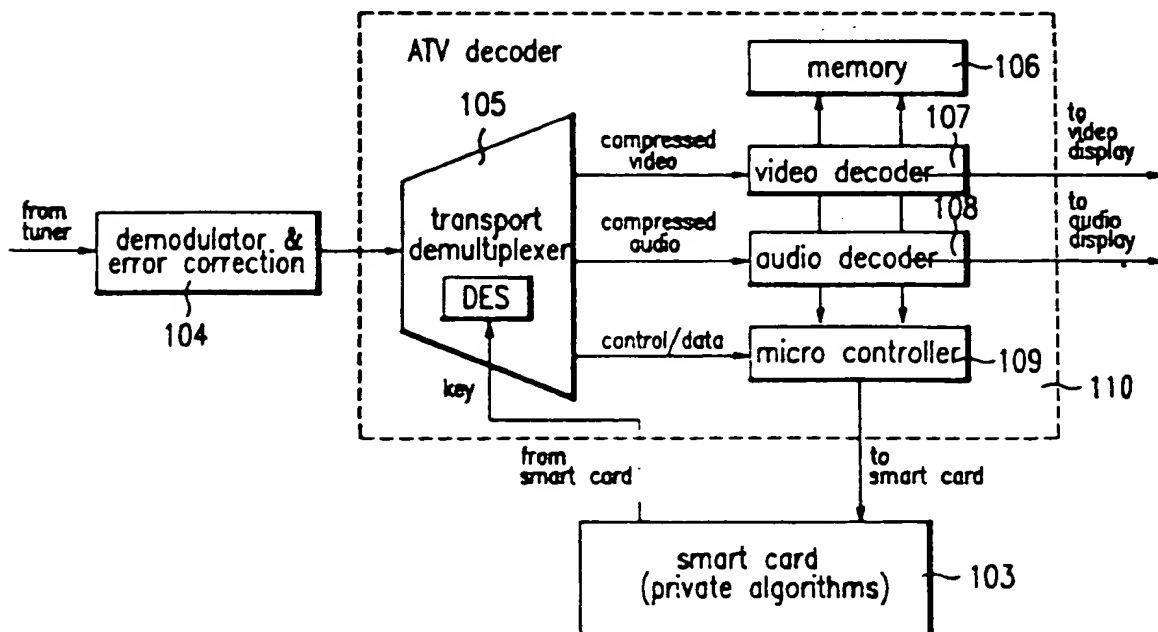 ATV decoder
memory
106
105
107
to
video
display
compressed
video
video decoder
from
tuner
demodulator &
error correction
104
transport
demultiplexer
DES
compressed
audio
108
audio decoder
to
audio
display
control/data
micro controller
109
key
110
from
smart card
to
smart card
smart card
(private algorithms)
103